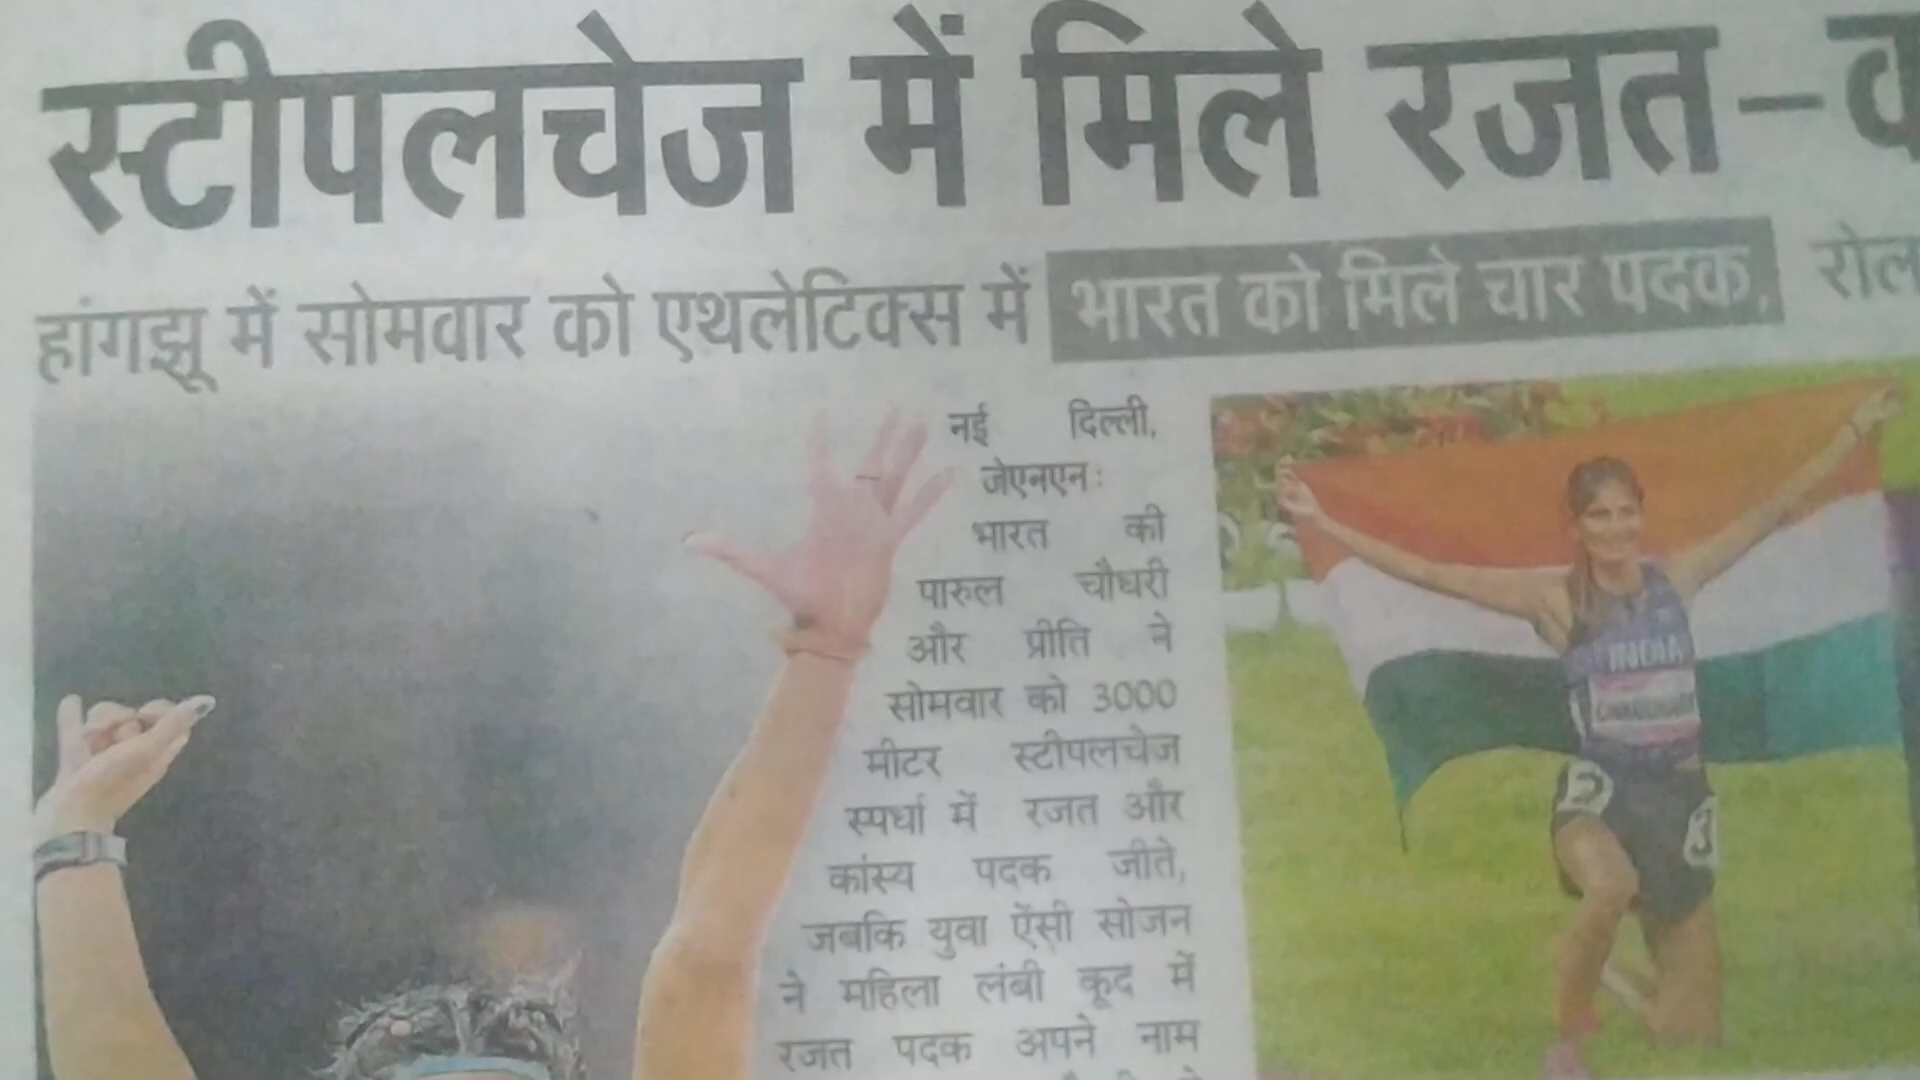 स्टीपलचेज में मिले रजत-
हांगझू में सोमवार को एथलेटिक्स में भारत को मिले चार पदक,
नई दिल्ली,
जेएनएन:
भारत की
पारुल चौधरी
और प्रीति ने
सोमवार को 3000
मीटर स्टीपलचेज
स्पर्धा में रजत और
कांस्य पदक जीते,
जबकि युवा ऐंसी सोजन
ने महिला लंबी कूद में
रजत पदक अपने नाम
INDIA